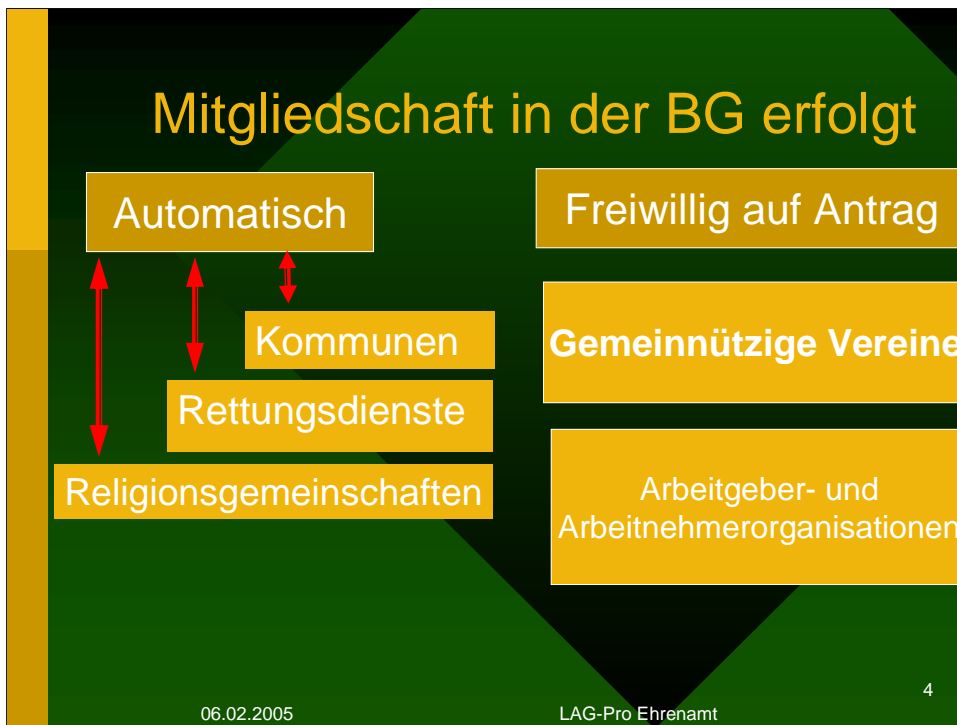 Mitgliedschaft in der BG erfolgt
Automatisch
Kommunen
Rettungsdienste
Religionsgemeinschaften
Freiwillig auf Antrag
Gemeinnützige Vereine
Arbeitgeber- und
Arbeitnehmerorganisationen
06.02.2005
LAG-Pro Ehrenamt
4